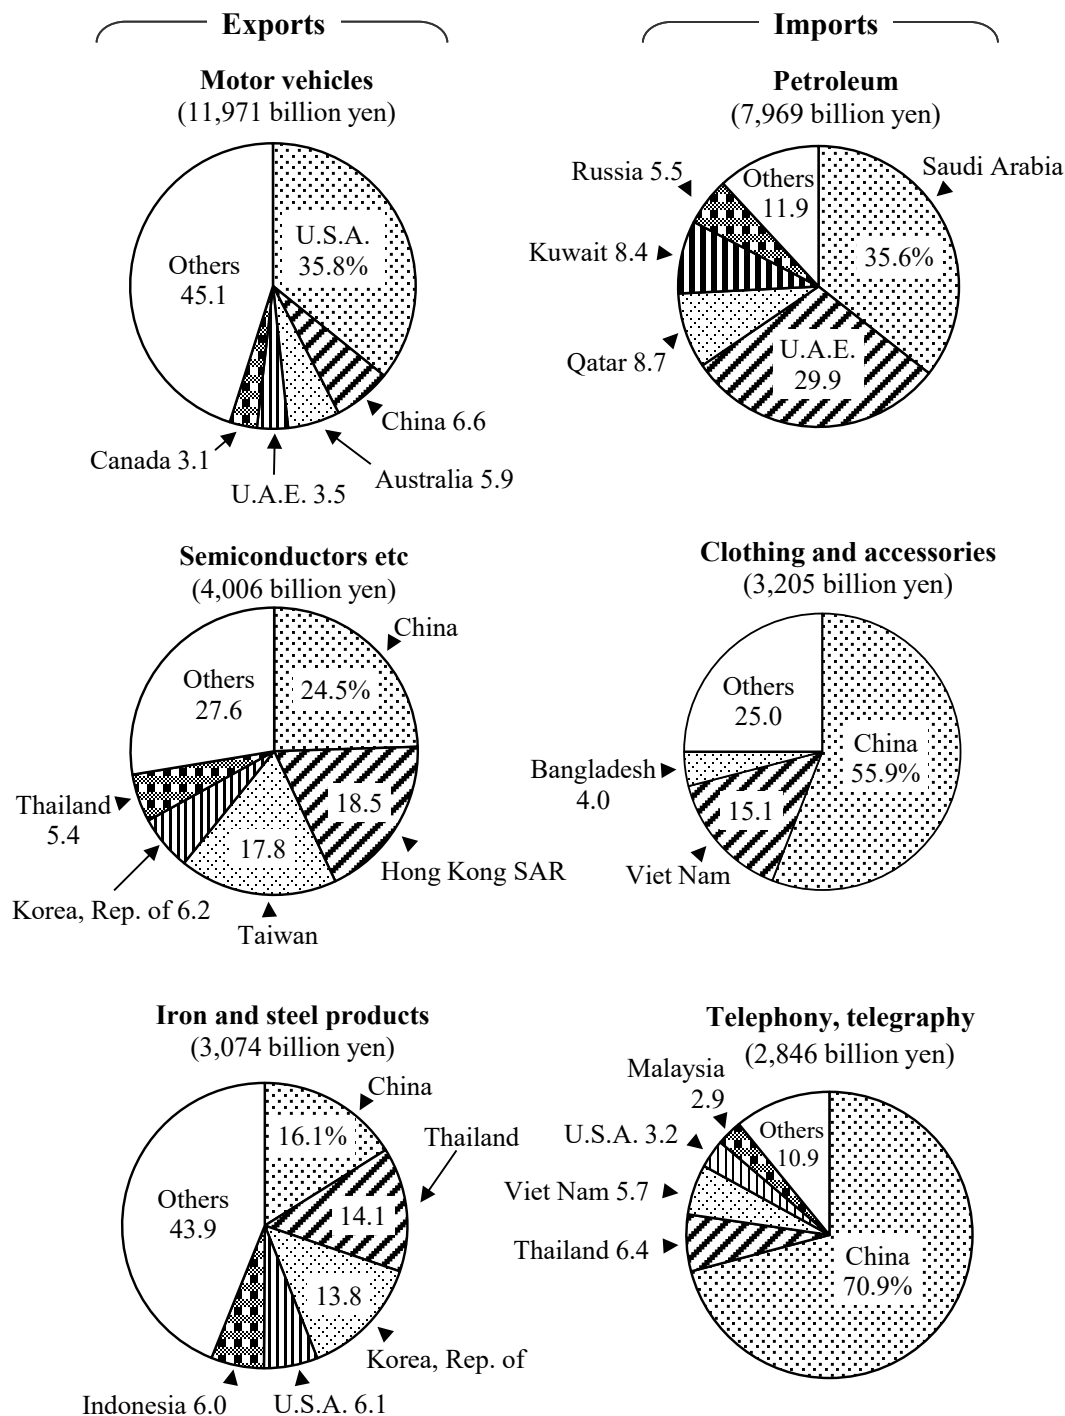 Exports
Motor vehicles
(11,971 billion yen)
U.S.A.
35.8%
Others
45.1
China 6.6
Canada 3.1
Australia 5.9
U.A.E. 3.5
Semiconductors etc
(4,006 billion yen)
China
24.5%
Others
27.6
18.5
Thailand
5.4
17.8
Hong Kong SAR
Korea, Rep. of 6.2
Taiwan
Iron and steel products
(3,074 billion yen)
China
16.1%
Thailand
14.1
Others
43.9
13.8
Korea, Rep. of
Indonesia 6.0
U.S.A. 6.1
Imports
Petroleum
(7,969 billion yen)
Saudi Arabia
35.6%
Russia 5.5
Others
11.9
Kuwait 8.4
Qatar 8.7
U.A.E.
29.9
Clothing and accessories
(3,205 billion yen)
Others
25.0
China
55.9%
Bangladesh
4.0
15.1
Viet Nam
Telephony, telegraphy
(2,846 billion yen)
Malaysia
2.9
Others
10.9
U.S.A. 3.2
Viet Nam 5.7
Thailand 6.4
China
70.9%